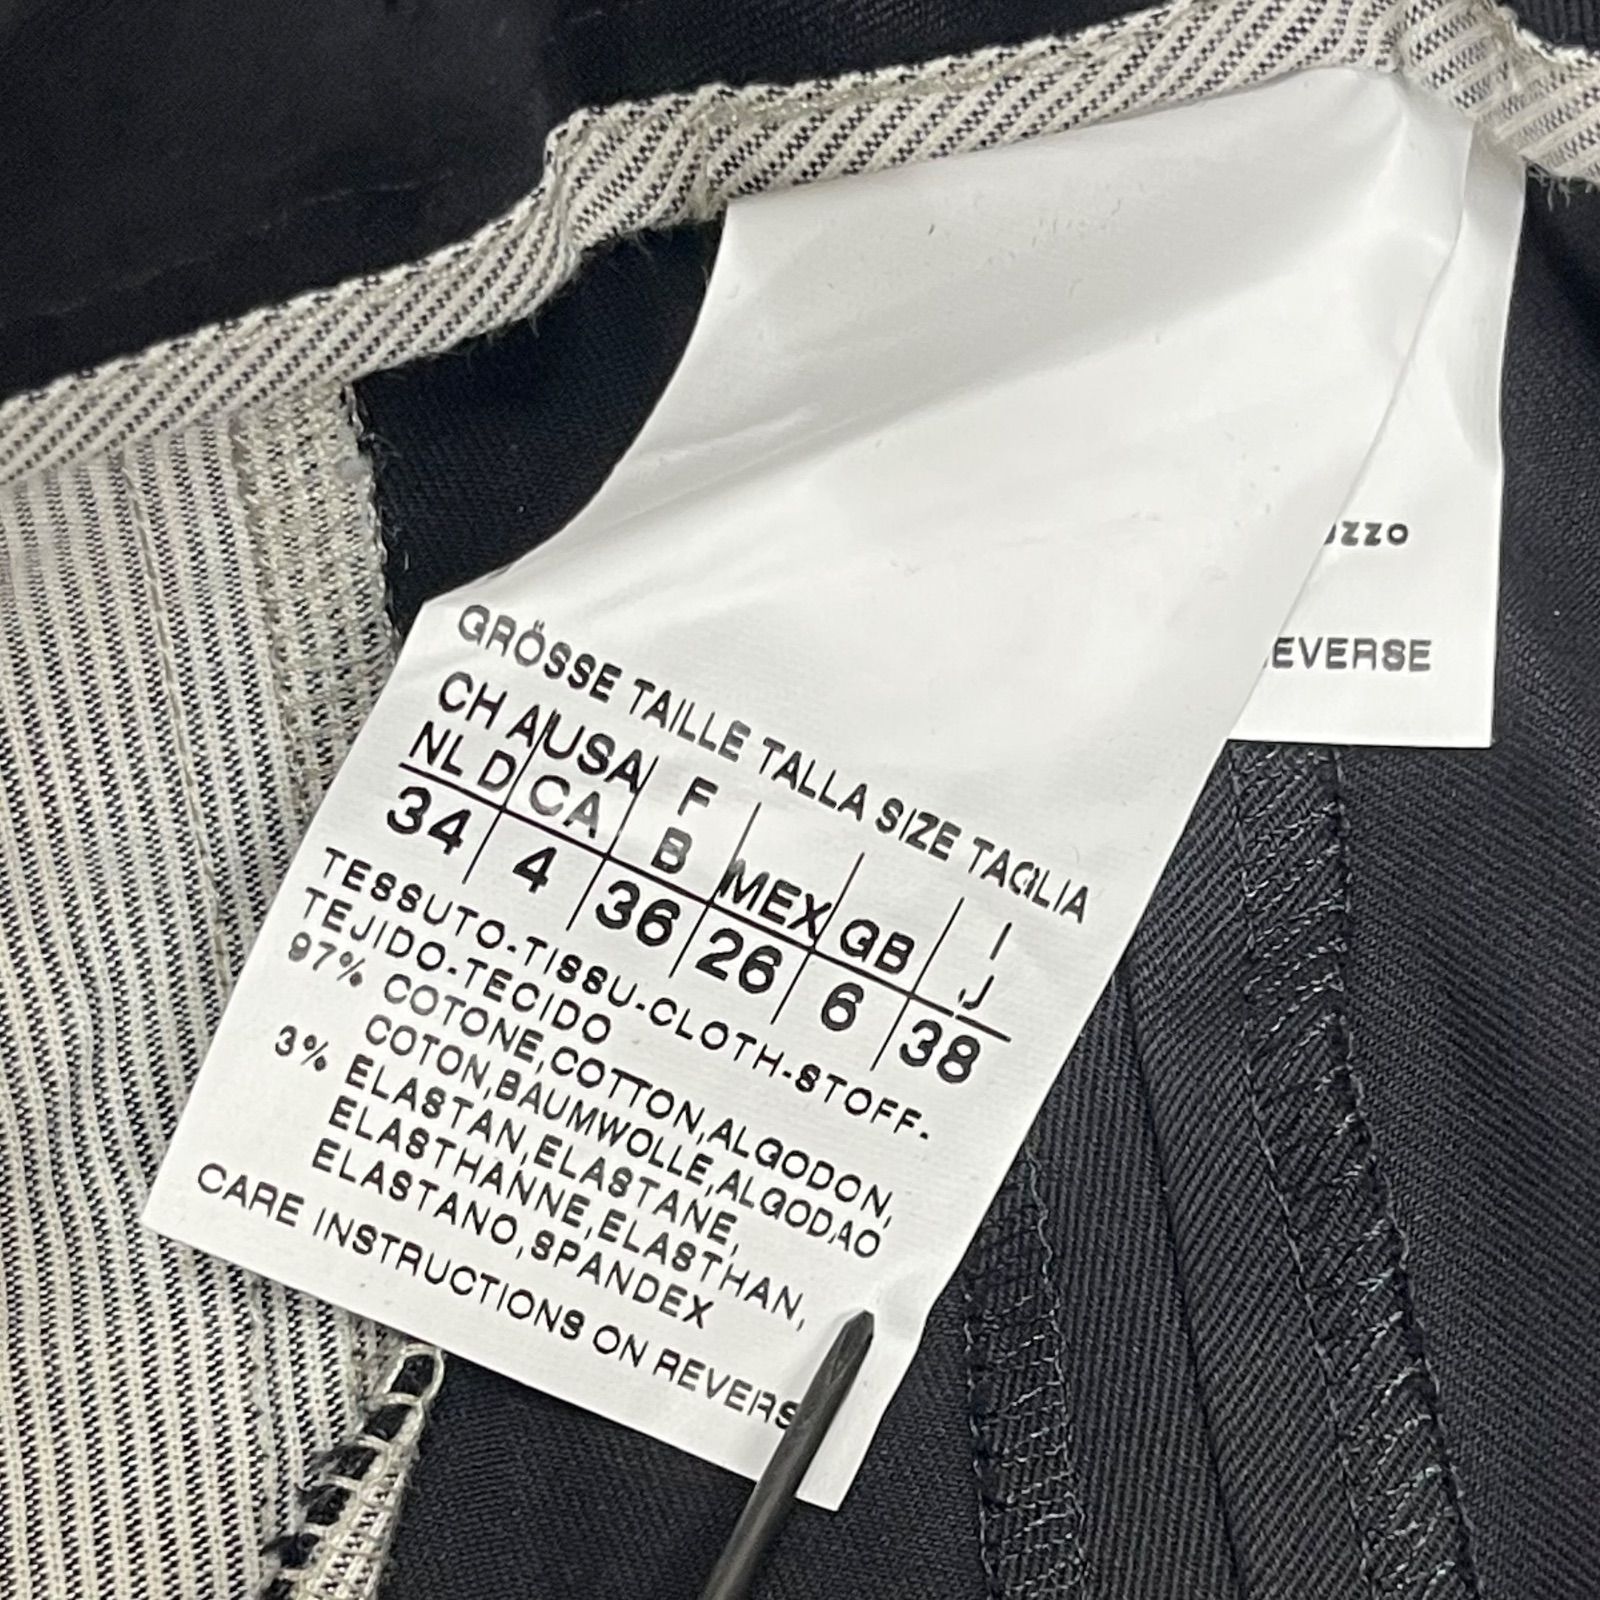 GRÖSSE TAILLE TALLA SIZE TAGLIA
CH A USA F MEX GB I
NL D CA B J
34 4 36 26 6 38
TESSUTO-TISSU-CLOTH-STOFF-
TEJIDO-TECIDO
97% COTONE,COTTON,ALGODON,
COTON,BAUMWOLLE,ALGODAO
3% ELASTAN,ELASTANE,
ELASTHANNE,ELASTHAN,
ELASTANO,SPANDEX
CARE INSTRUCTIONS ON REVERS
EVERSE